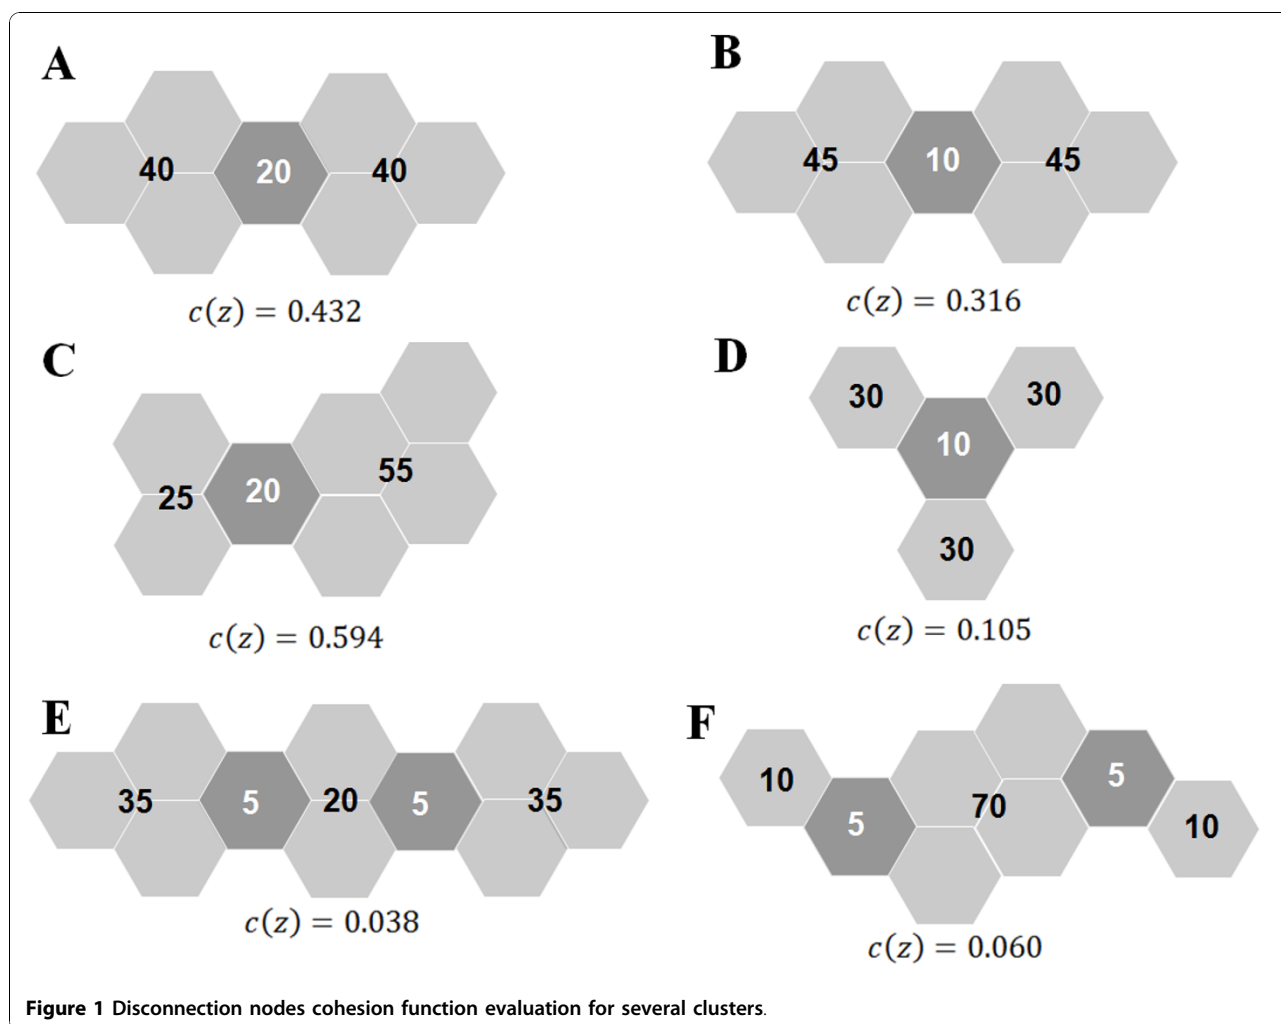 A
40 20 40
c(z) = 0.432
B
45 10 45
c(z) = 0.316
C
25 20 55
c(z) = 0.594
D
30 30
10
30
c(z) = 0.105
E
35 5 20 5 35
c(z) = 0.038
F
10 5 70 5 10
c(z) = 0.060
Figure 1 Disconnection nodes cohesion function evaluation for several clusters.